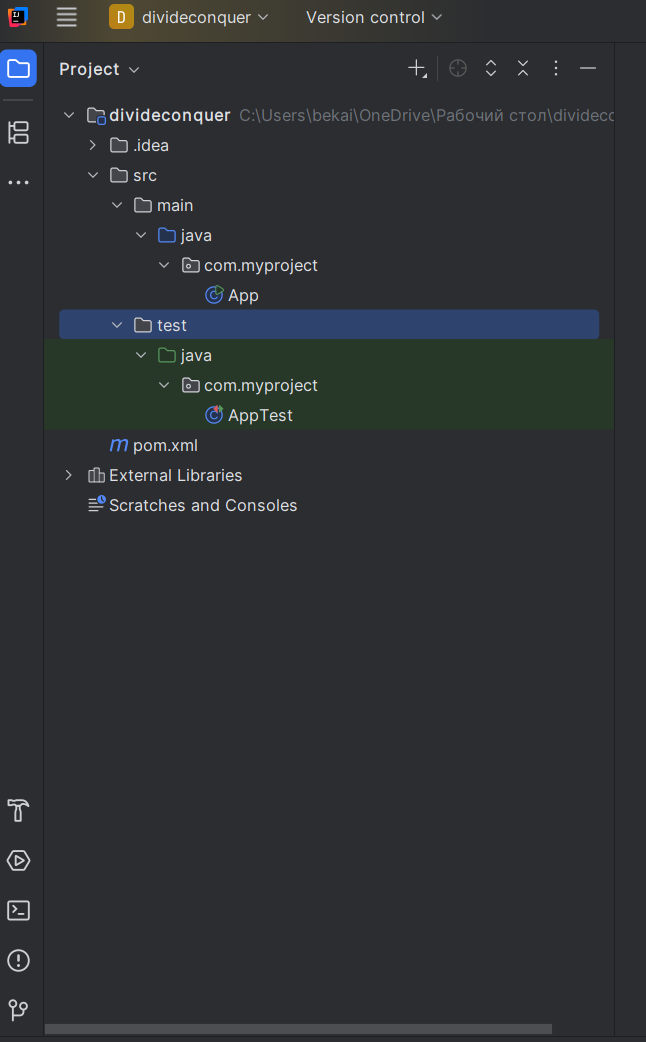 D divideconquer Version control
Project
divideconquer C:\Users\bekai\OneDrive\Рабочий стол\divideco
.idea
src
main
java
com.myproject
App
test
java
com.myproject
AppTest
m pom.xml
External Libraries
Scratches and Consoles